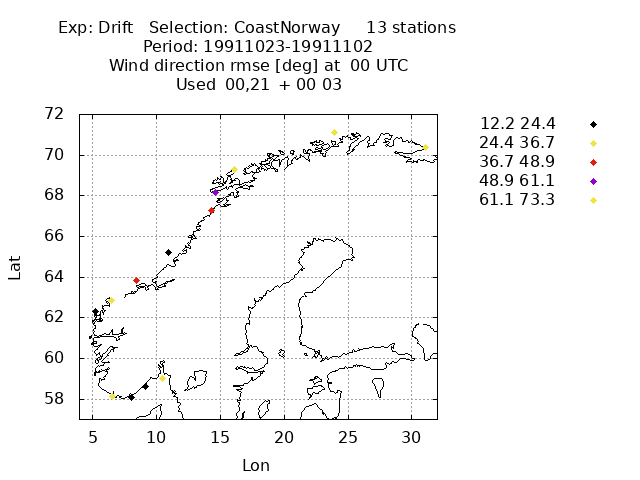 Exp: Drift Selection: CoastNorway 13 stations
Period: 19911023-19911102
Wind direction rmse [deg] at 00 UTC
Used 00,21 + 00 03
72
70
68
66
64
62
60
58
Lat
5 10 15 20 25 30
Lon
12.2 24.4
24.4 36.7
36.7 48.9
48.9 61.1
61.1 73.3